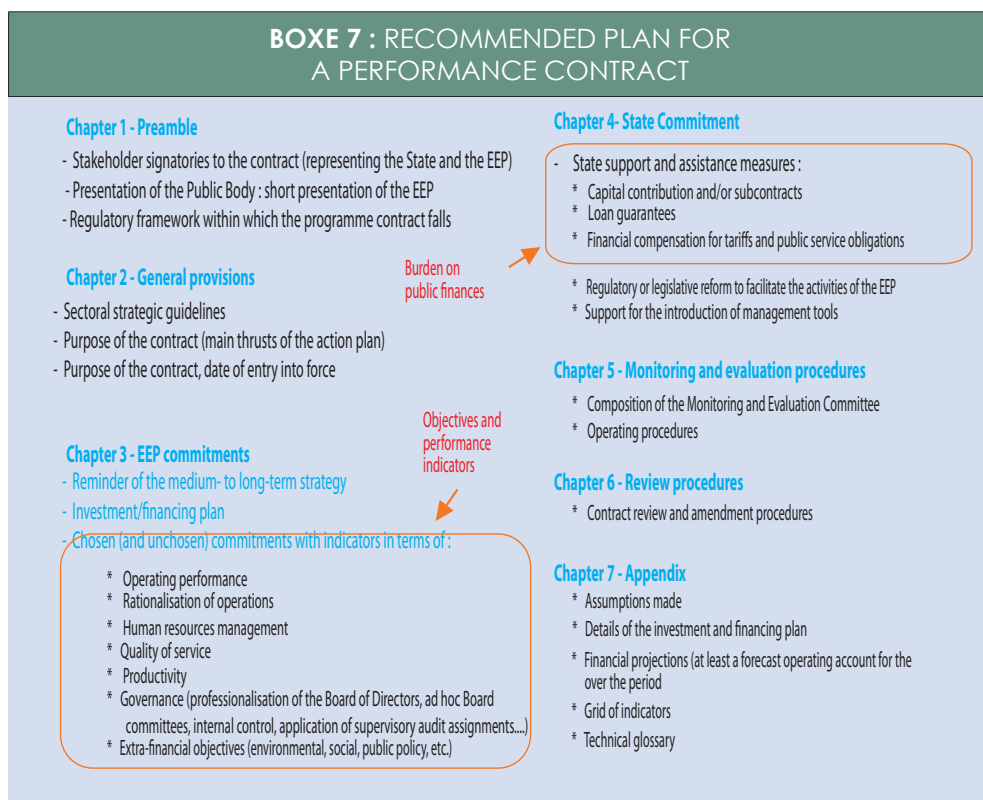 BOXE 7 : RECOMMENDED PLAN FOR
A PERFORMANCE CONTRACT
Chapter 1 - Preamble
- Stakeholder signatories to the contract (representing the State and the EEP)
- Presentation of the Public Body : short presentation of the EEP
- Regulatory framework within which the programme contract falls
Chapter 2 - General provisions
- Sectoral strategic guidelines
- Purpose of the contract (main thrusts of the action plan)
- Purpose of the contract, date of entry into force
Burden on
public finances
Objectives and
performance
indicators
Chapter 3 - EEP commitments
- Reminder of the medium- to long-term strategy
- Investment/financing plan
- Chosen (and unchosen) commitments with indicators in terms of :
* Operating performance
* Rationalisation of operations
* Human resources management
* Quality of service
* Productivity
* Governance (professionalisation of the Board of Directors, ad hoc Board
committees, internal control, application of supervisory audit assignments....)
* Extra-financial objectives (environmental, social, public policy, etc.)
Chapter 4- State Commitment
- State support and assistance measures :
* Capital contribution and/or subcontracts
* Loan guarantees
* Financial compensation for tariffs and public service obligations
* Regulatory or legislative reform to facilitate the activities of the EEP
* Support for the introduction of management tools
Chapter 5 - Monitoring and evaluation procedures
* Composition of the Monitoring and Evaluation Committee
* Operating procedures
Chapter 6 - Review procedures
* Contract review and amendment procedures
Chapter 7 - Appendix
* Assumptions made
* Details of the investment and financing plan
* Financial projections (at least a forecast operating account for the
over the period
* Grid of indicators
* Technical glossary